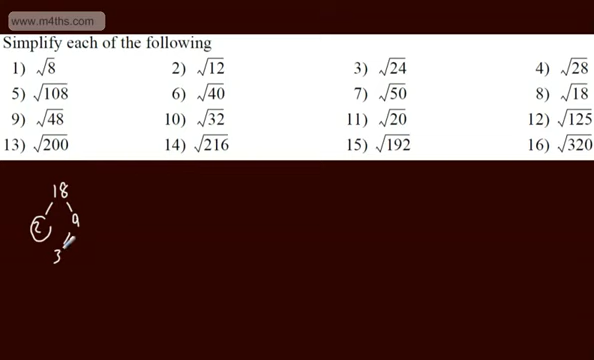 www.m4ths.com
Simplify each of the following
1) √8 2) √12 3) √24 4) √28
5) √108 6) √40 7) √50 8) √18
9) √48 10) √32 11) √20 12) √125
13) √200 14) √216 15) √192 16) √320
18
2 9
3